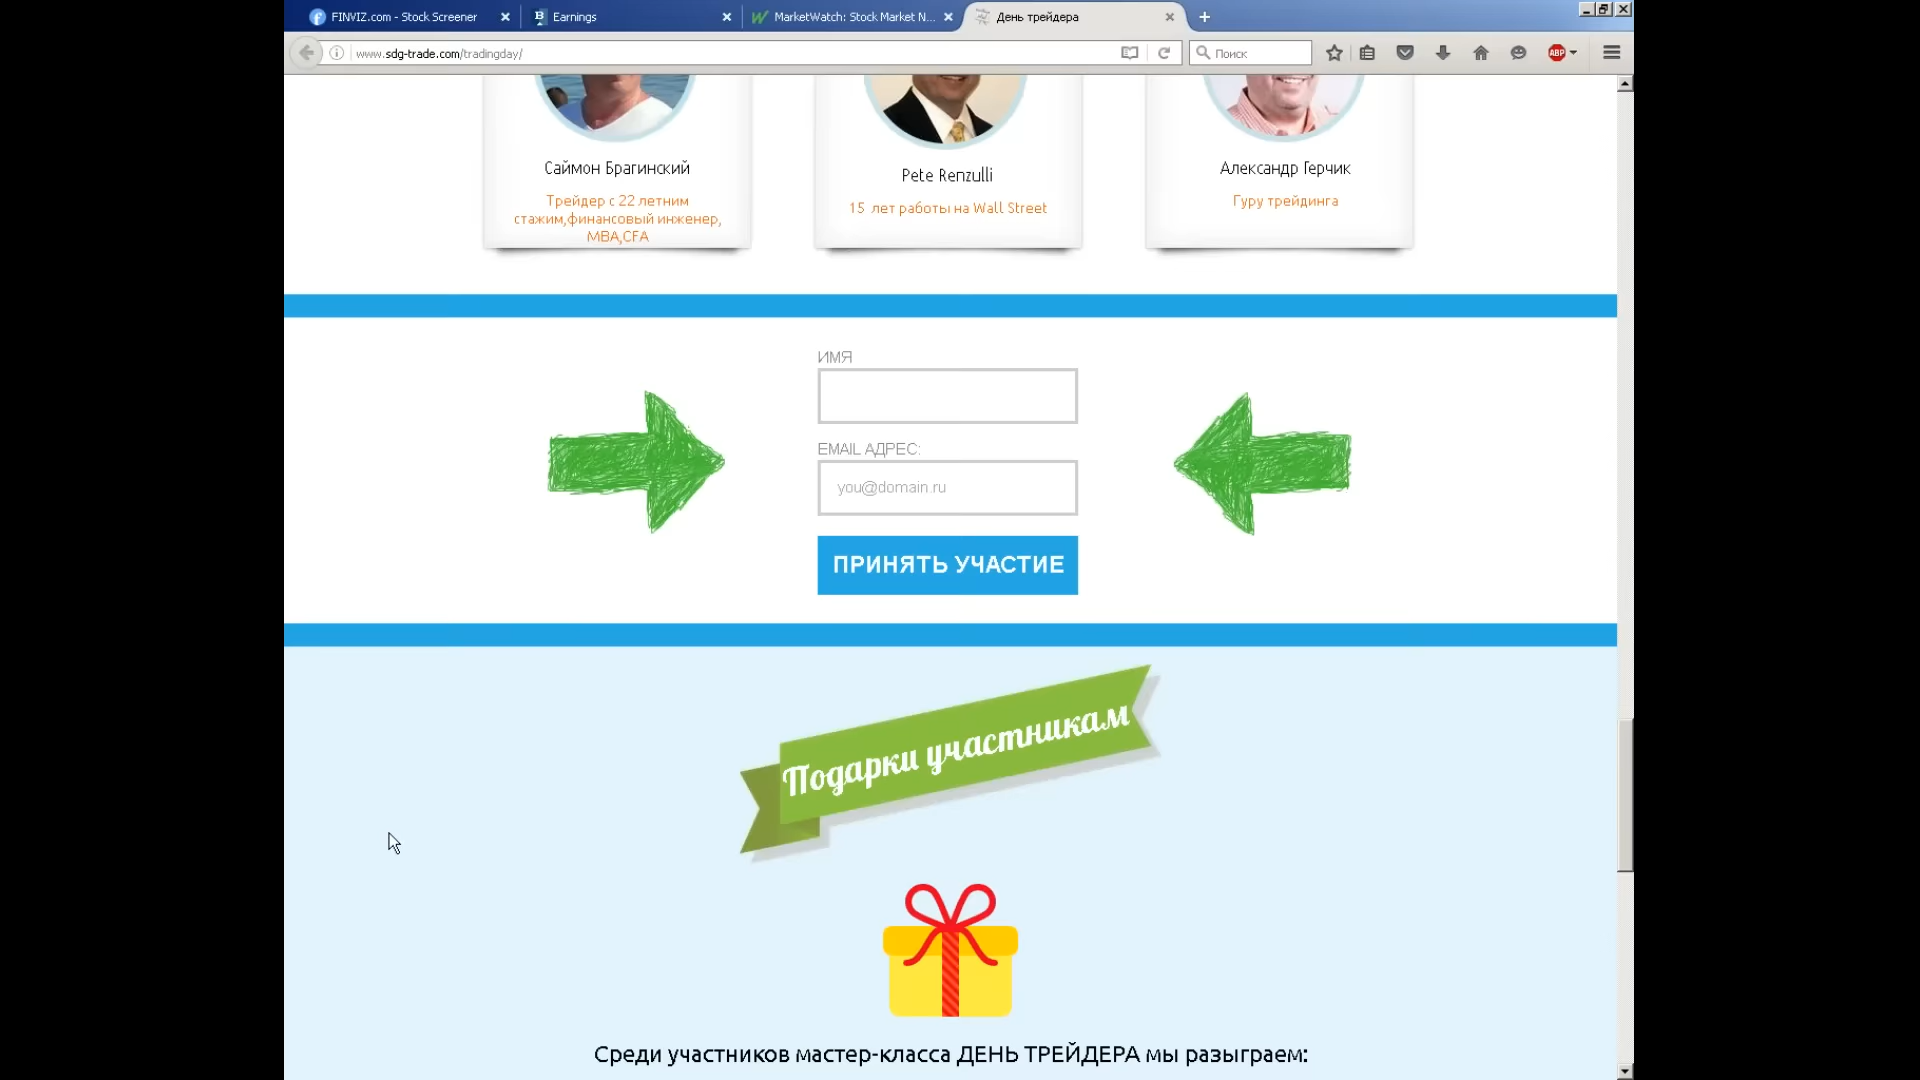 FINVIZ.com - Stock Screener
Earnings
MarketWatch: Stock Market N...
День трейдера
www.sdg-trade.com/tradingday/
Поиск
ABP
Саймон Брагинский
Трейдер с 22 летним
стажим,финансовый инженер,
MBA,CFA
Pete Renzulli
15 лет работы на Wall Street
Александр Герчик
Гуру трейдинга
ИМЯ
EMAIL АДРЕС:
you@domain.ru
ПРИНЯТЬ УЧАСТИЕ
Подарки участникам
Среди участников мастер-класса ДЕНЬ ТРЕЙДЕРА мы разыграем: